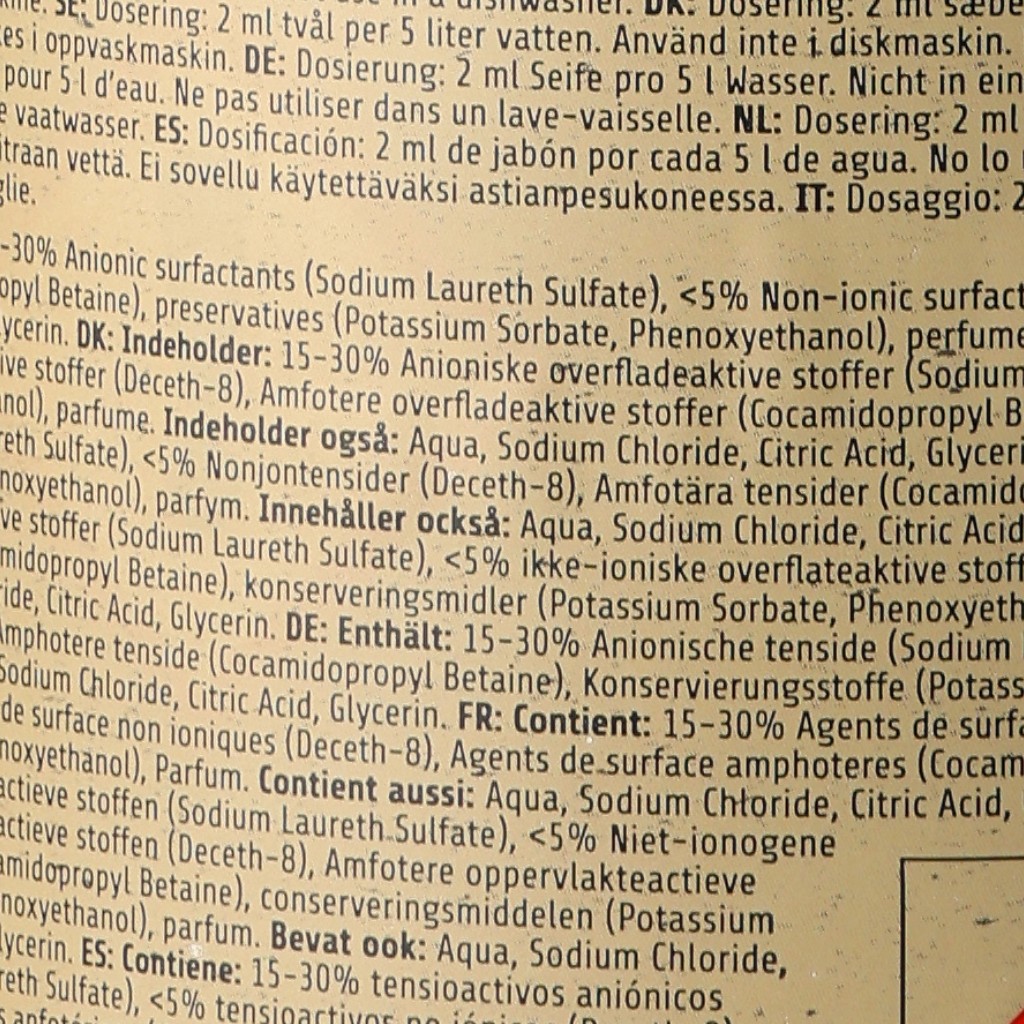 SE: Dosering: 2 ml tvål per 5 liter vatten. Använd inte i diskmaskin.
es i oppvaskmaskin. DE: Dosierung: 2 ml Seife pro 5 l Wasser. Nicht in ein
pour 5 l d'eau. Ne pas utiliser dans un lave-vaisselle. NL: Dosering: 2 ml
e vaatwasser. ES: Dosificación: 2 ml de jabón por cada 5 l de agua. No lo
itraan vettä. Ei sovellu käytettäväksi astianpesukoneessa. IT: Dosaggio: 2
glie.
-30% Anionic surfactants (Sodium Laureth Sulfate), <5% Non-ionic surfact
opyl Betaine), preservatives (Potassium Sorbate, Phenoxyethanol), perfume
ycerin. DK: Indeholder: 15-30% Anioniske overfladeaktive stoffer (Sodium
ive stoffer (Deceth-8), Amfotere overfladeaktive stoffer (Cocamidopropyl B
nol), parfume. Indeholder også: Aqua, Sodium Chloride, Citric Acid, Glyceri
reth Sulfate), <5% Nonjontensider (Deceth-8), Amfotära tensider (Cocamido
noxyethanol), parfym. Innehåller också: Aqua, Sodium Chloride, Citric Acid
ve stoffer (Sodium Laureth Sulfate), <5% ikke-ioniske overflateaktive stoff
midopropyl Betaine), konserveringsmidler (Potassium Sorbate, Phenoxyeth
ride, Citric Acid, Glycerin. DE: Enthält: 15-30% Anionische tenside (Sodium
Amphotere tenside (Cocamidopropyl Betaine), Konservierungsstoffe (Potass
Sodium Chloride, Citric Acid, Glycerin. FR: Contient: 15-30% Agents de surfa
de surface non ioniques (Deceth-8), Agents de surface amphoteres (Cocam
noxyethanol), Parfum. Contient aussi: Aqua, Sodium Chloride, Citric Acid,
actieve stoffen (Sodium Laureth Sulfate), <5% Niet-ionogene
actieve stoffen (Deceth-8), Amfotere oppervlakteactieve
amidopropyl Betaine), conserveringsmiddelen (Potassium
noxyethanol), parfum. Bevat ook: Aqua, Sodium Chloride,
lycerin. ES: Contiene: 15-30% tensioactivos aniónicos
reth Sulfate), <5% tensioactivos no iónicos